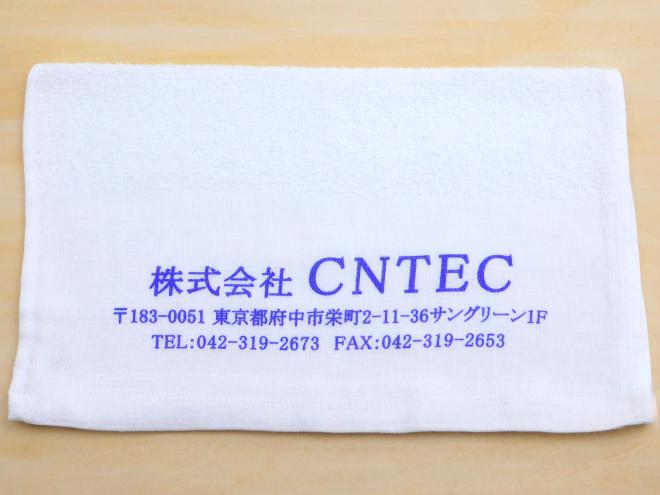 株式会社 CNTEC
〒183-0051 東京都府中市栄町2-11-36サングリーン1F
TEL:042-319-2673 FAX:042-319-2653